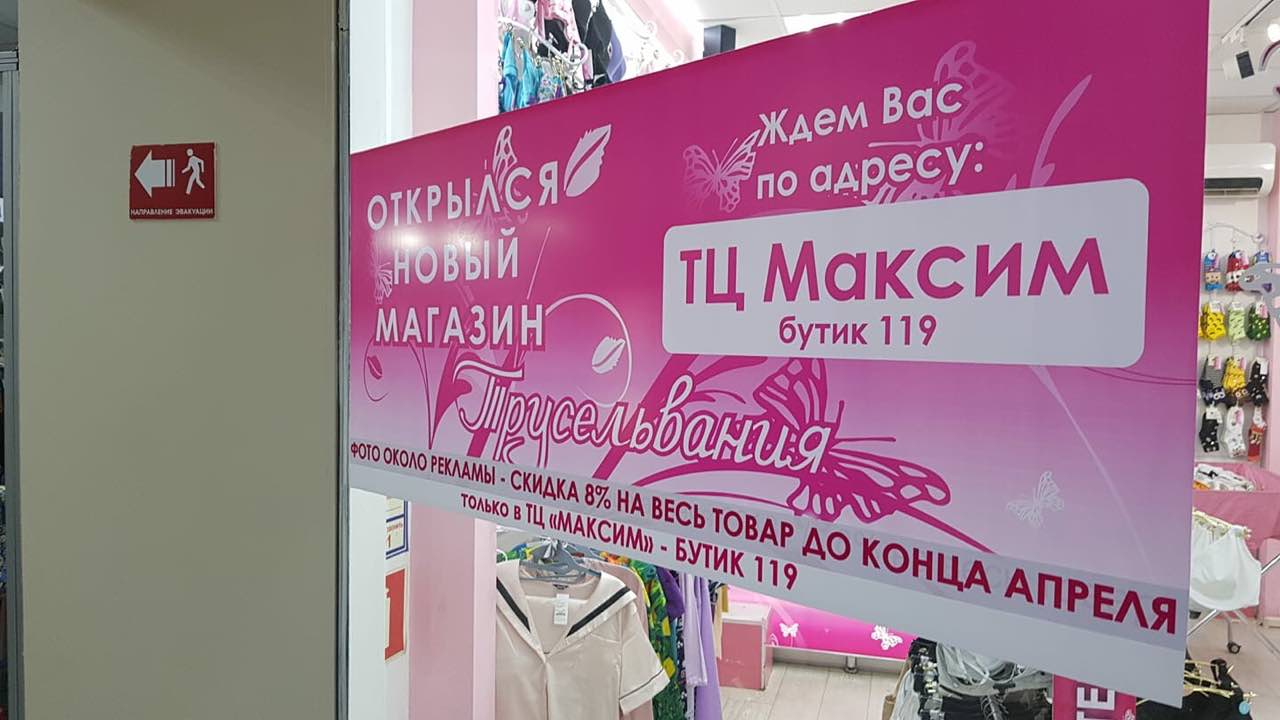 НАПРАВЛЕНИЕ ЭВАКУАЦИИ
ОТКРЫЛСЯ
НОВЫЙ
МАГАЗИН
Трусельвания
Ждем Вас
по адресу:
ТЦ Максим
бутик 119
ФОТО ОКОЛО РЕКЛАМЫ - СКИДКА 8% НА ВЕСЬ ТОВАР ДО КОНЦА АПРЕЛЯ
ТОЛЬКО В ТЦ «МАКСИМ» - БУТИК 119